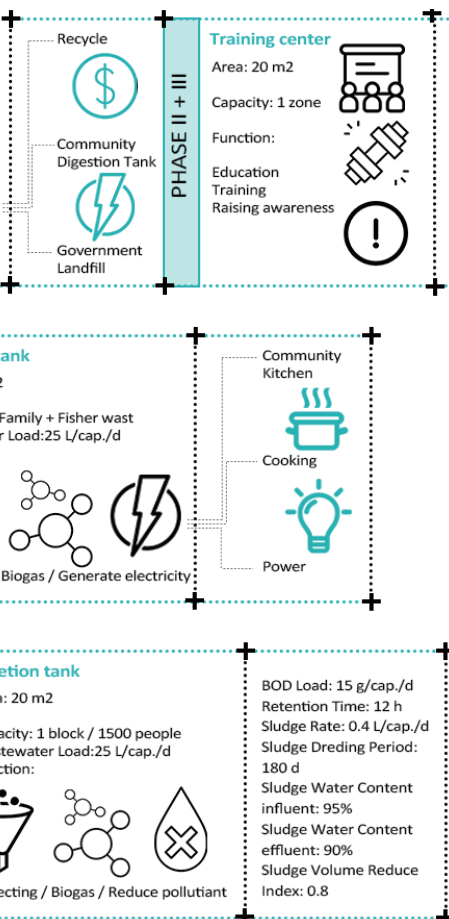 Recycle
Community
Digestion Tank
Government
Landfill
PHASE II + III
Training center
Area: 20 m2
Capacity: 1 zone
Function:
Education
Training
Raising awareness
ank
2
Family + Fisher wast
r Load:25 L/cap./d
Biogas / Generate electricity
Community
Kitchen
Cooking
Power
etion tank
a: 20 m2
acity: 1 block / 1500 people
stewater Load:25 L/cap./d
ction:
ecting / Biogas / Reduce pollutiant
BOD Load: 15 g/cap./d
Retention Time: 12 h
Sludge Rate: 0.4 L/cap./d
Sludge Dreding Period:
180 d
Sludge Water Content
influent: 95%
Sludge Water Content
effluent: 90%
Sludge Volume Reduce
Index: 0.8